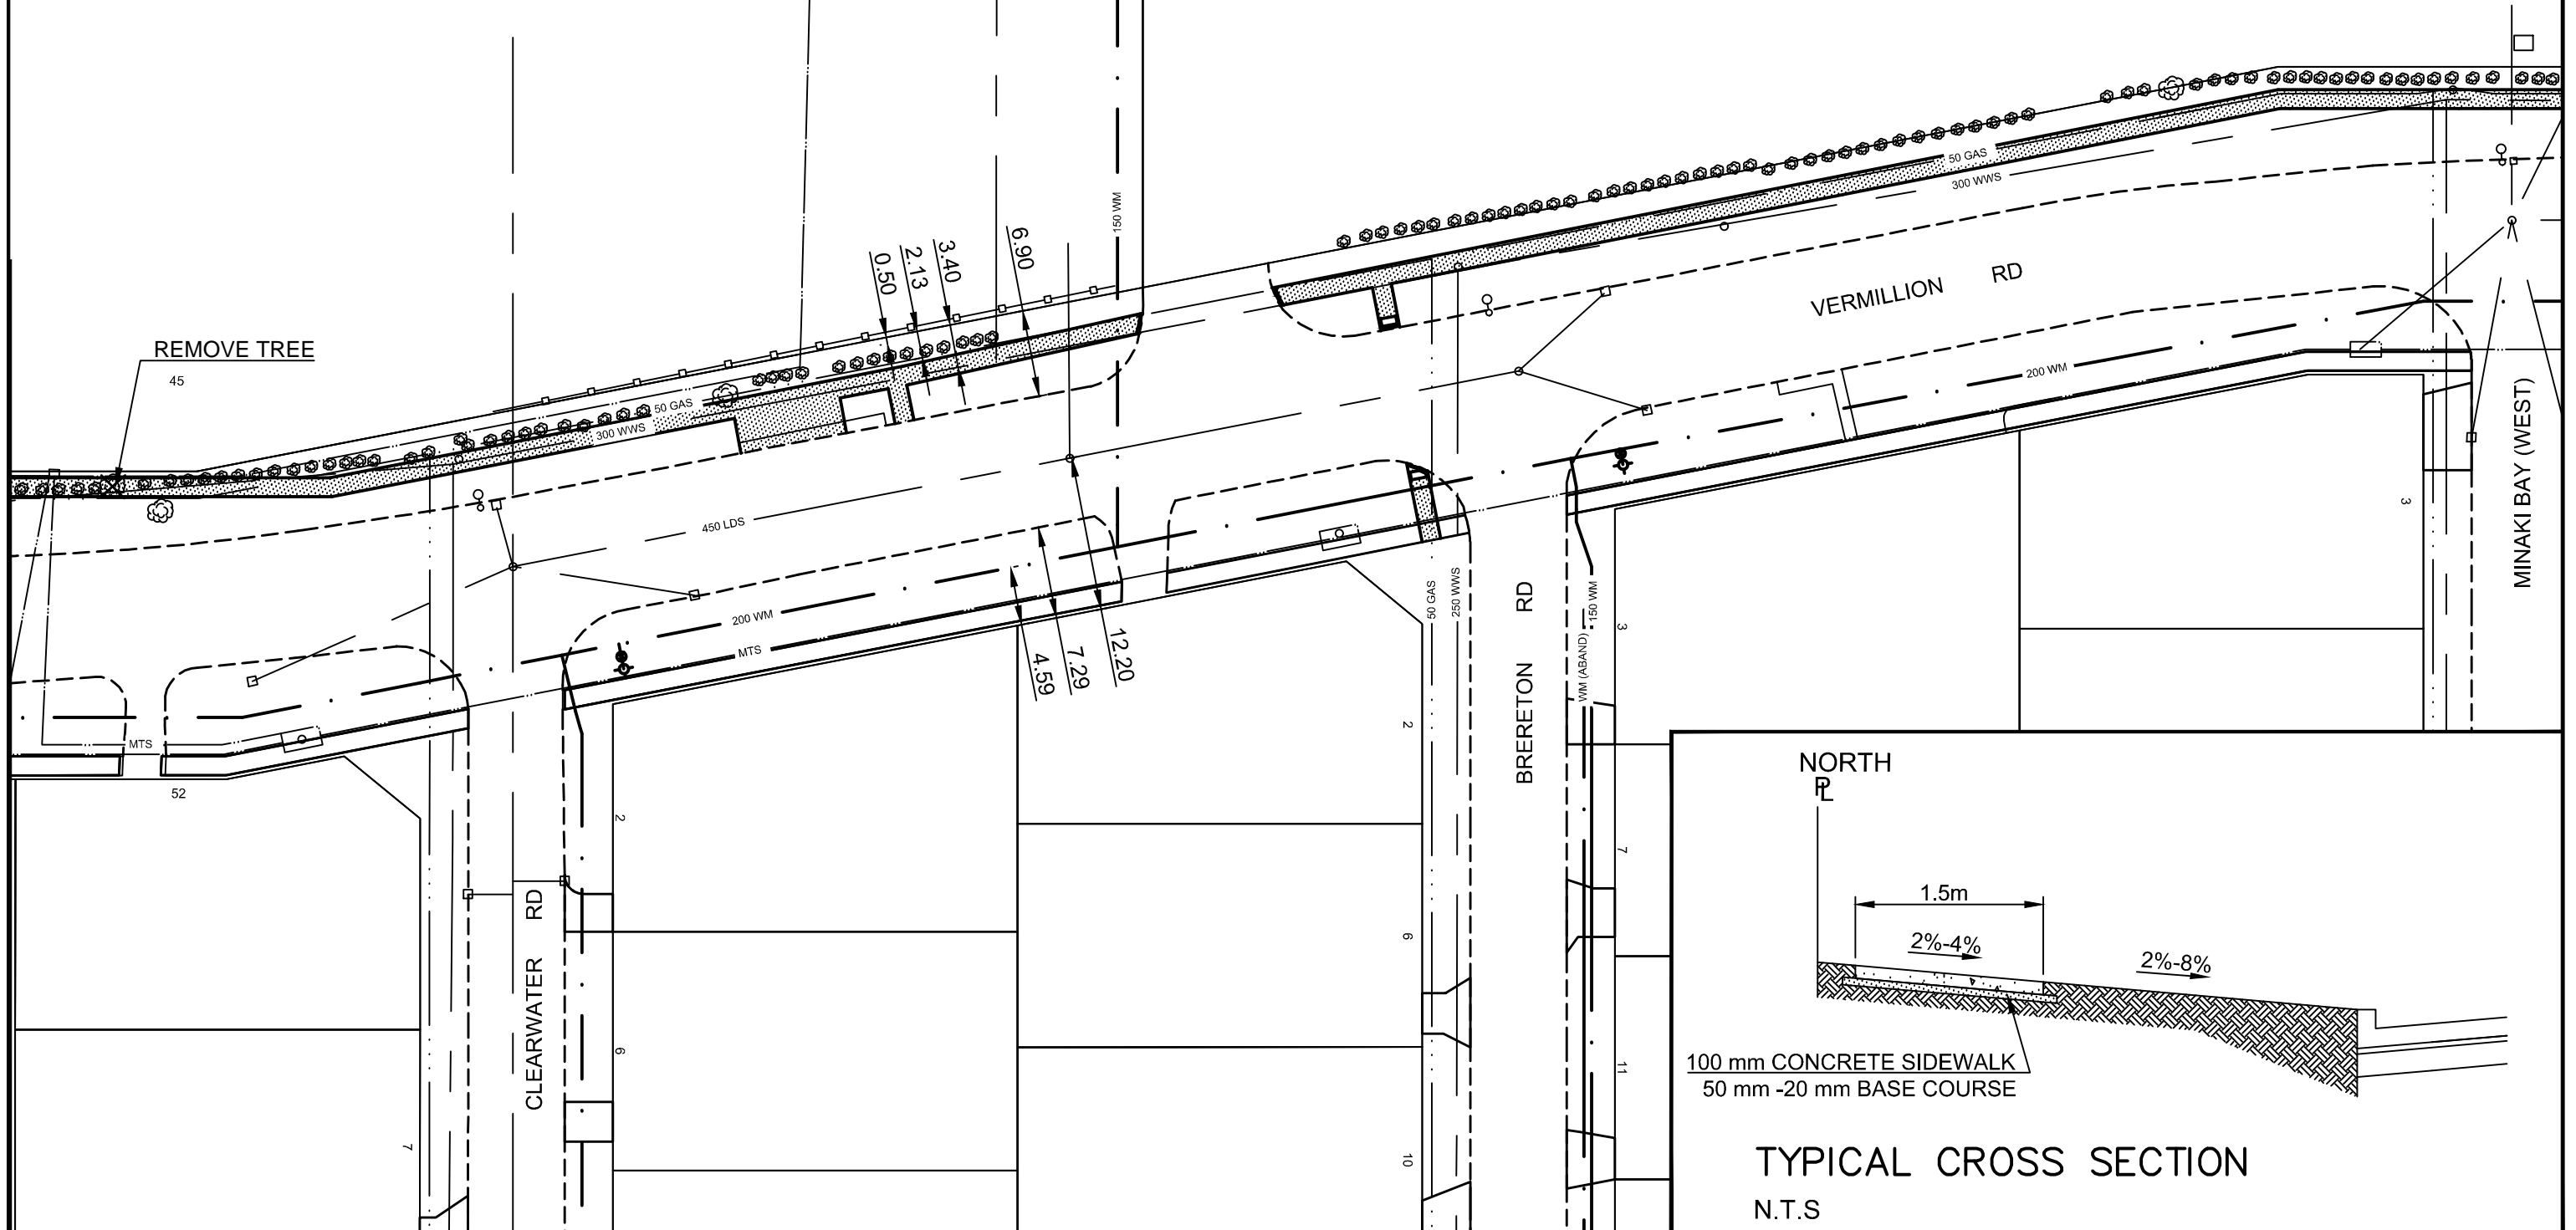 REMOVE TREE
45
0.50
2.13
3.40
6.90
150 WM
50 GAS
300 WWS
VERMILLION RD
50 GAS
300 WWS
450 LDS
200 WM
MTS
4.59
7.29
12.20
200 WM
MTS
52
50 GAS
250 WWS
WM (ABAND)
150 WM
BRERETON RD
CLEARWATER RD
MINAKI BAY (WEST)
2
6
7
2
6
10
3
7
11
3
NORTH
PL
1.5m
2%-4%
2%-8%
100 mm CONCRETE SIDEWALK
50 mm -20 mm BASE COURSE
TYPICAL CROSS SECTION
N.T.S